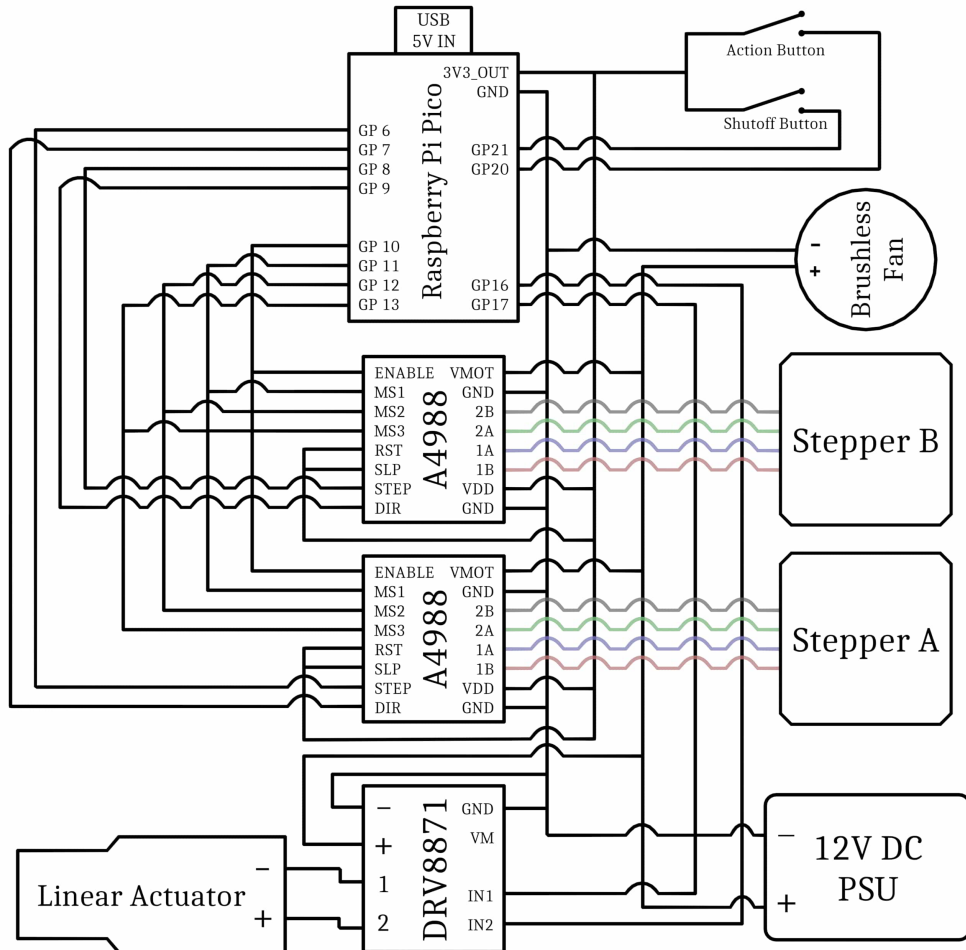 USB
5V IN
Raspberry Pi Pico
3V3_OUT
GND
GP 6
GP 7
GP 8
GP 9
GP21
GP20
GP 10
GP 11
GP 12
GP 13
GP16
GP17
Action Button
Shutoff Button
-
+
Brushless
Fan
A4988
ENABLE VMOT
MS1 GND
MS2 2B
MS3 2A
RST 1A
SLP 1B
STEP VDD
DIR GND
Stepper B
A4988
ENABLE VMOT
MS1 GND
MS2 2B
MS3 2A
RST 1A
SLP 1B
STEP VDD
DIR GND
Stepper A
DRV8871
−
+
1
2
GND
VM
IN1
IN2
Linear Actuator
−
+
−
+
12V DC
PSU